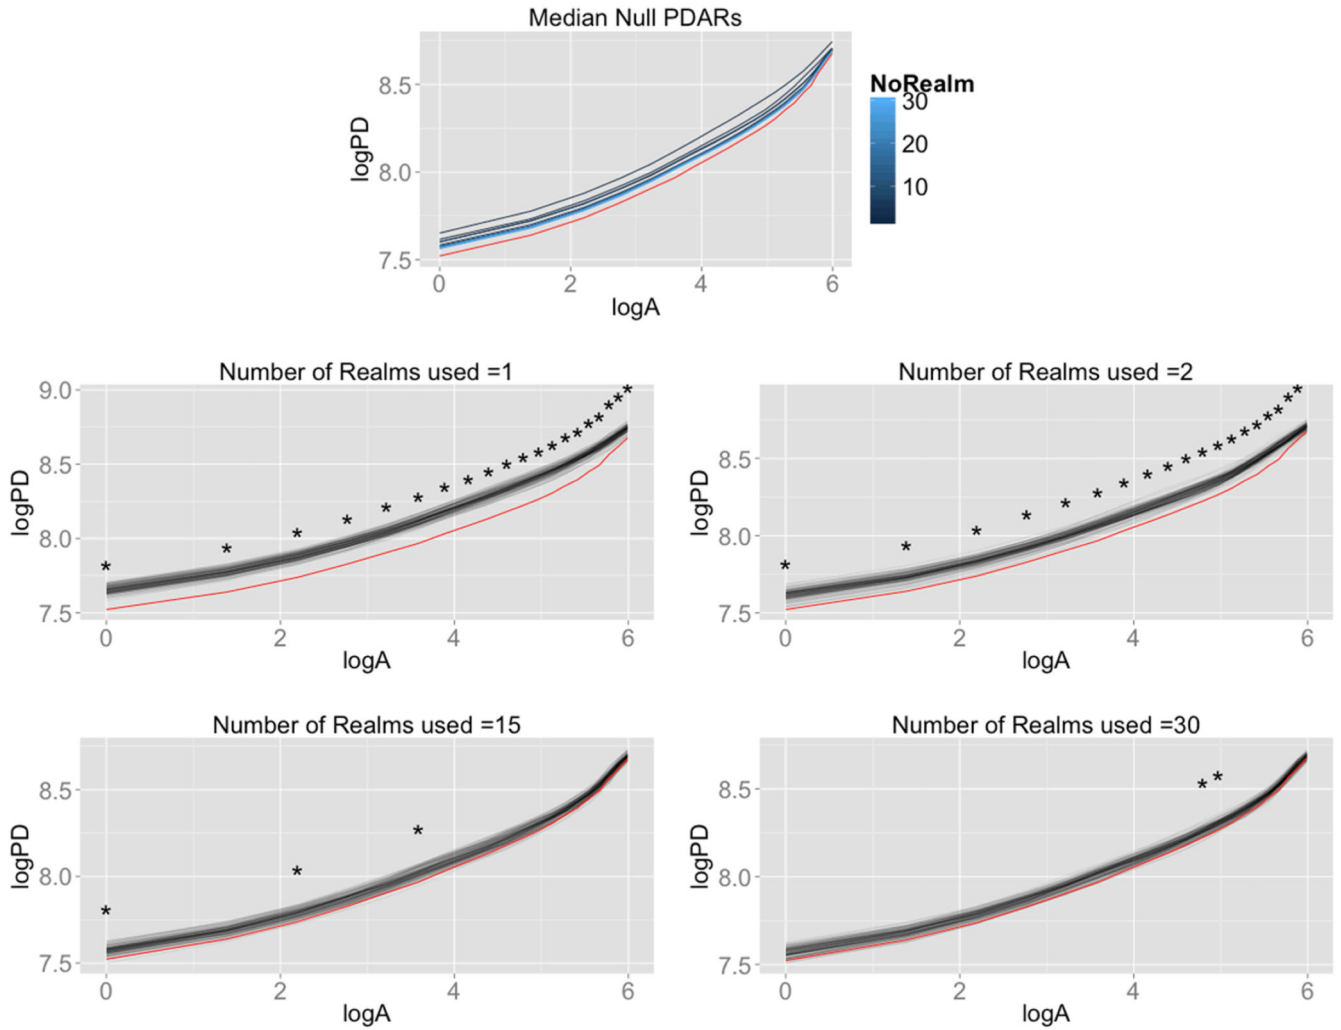 Median Null PDARs
logPD
8.5
8.0
7.5
0 2 4 6
logA
NoRealm
30
20
10
Number of Realms used =1
logPD
9.0
8.5
8.0
7.5
* * * * * * * * * * * * * * * * * * * *
0 2 4 6
logA
Number of Realms used =2
logPD
8.5
8.0
7.5
* * * * * * * * * * * * * * * * * * *
0 2 4 6
logA
Number of Realms used =15
logPD
8.5
8.0
7.5
* * *
0 2 4 6
logA
Number of Realms used =30
logPD
8.5
8.0
7.5
* *
0 2 4 6
logA